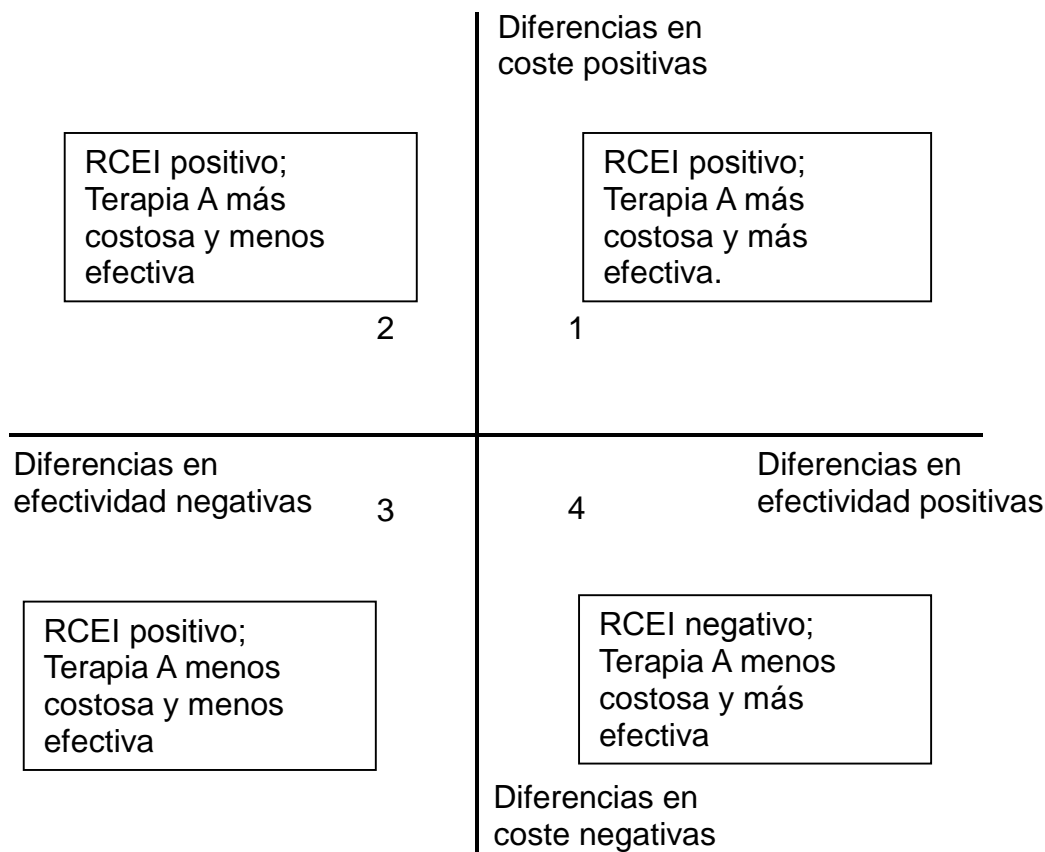 Diferencias en
coste positivas
RCEI positivo;
Terapia A más
costosa y menos
efectiva
RCEI positivo;
Terapia A más
costosa y más
efectiva.
2
1
Diferencias en
efectividad negativas
Diferencias en
efectividad positivas
3
4
RCEI positivo;
Terapia A menos
costosa y menos
efectiva
RCEI negativo;
Terapia A menos
costosa y más
efectiva
Diferencias en
coste negativas